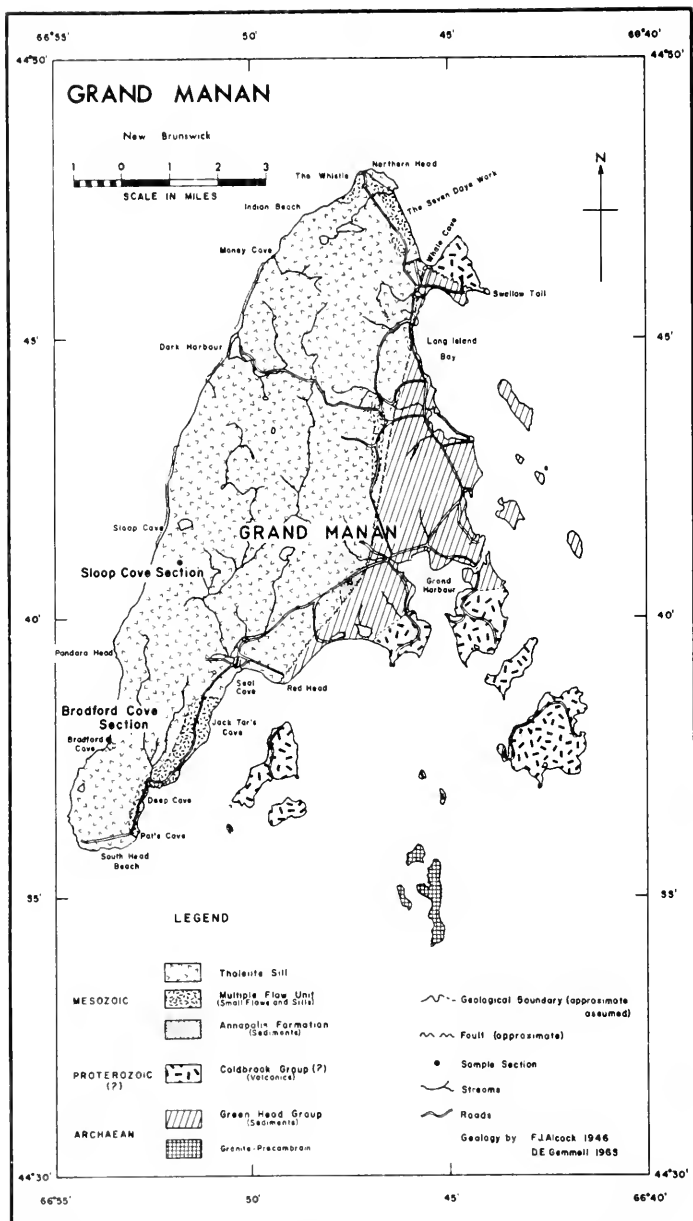 66°55'
50'
45'
66°40'
44°50'
44°50'
GRAND MANAN
New Brunswick
1 0 1 2 3
SCALE IN MILES
N
Northern Head
The Whistle
The Seven Days Work
Indian Beach
Whale Cove
Money Cove
Swallow Tail
45'
45'
Long Island
Bay
Dark Harbour
GRAND MANAN
Sloop Cove
Sloop Cove Section
Grand
Harbour
40'
40'
Pandora Head
Seal
Cove
Red Head
Bradford Cove
Section
Bradford
Cove
Jack Tar's
Cove
Deep Cove
Pat's Cove
South Head
Beach
35'
35'
LEGEND
MESOZOIC
Tholeiite Sill
Multiple Flow Unit
(Small Flows and Sills)
Annapolis Formation
(Sediments)
PROTEROZOIC
(?)
Coldbrook Group (?)
(Volcanics)
ARCHAEAN
Green Head Group
(Sediments)
Granite-Precambrain
Geological Boundary (approximate
assumed)
Fault (approximate)
Sample Section
Streams
Roads
Geology by F.J.Alcock 1946
D.E Gemmell 1963
44°30'
44°30'
66°55'
50'
45'
66°40'